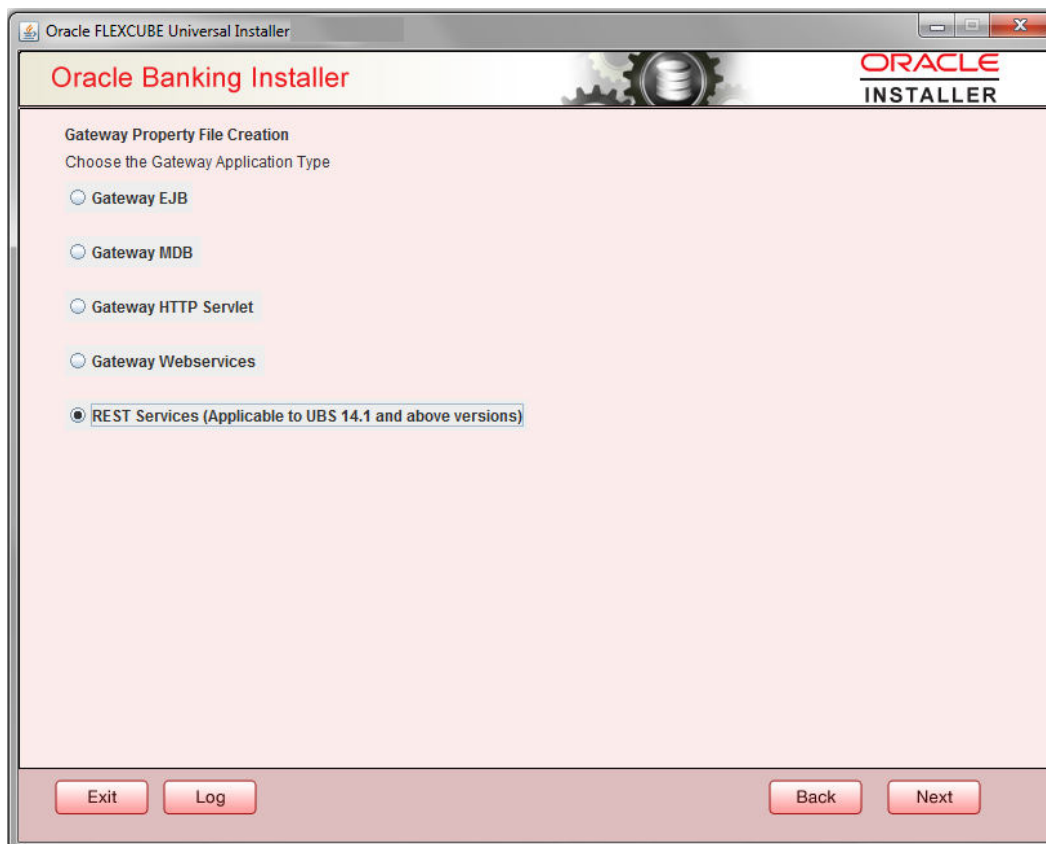 Oracle FLEXCUBE Universal Installer
Oracle Banking Installer
ORACLE
INSTALLER
Gateway Property File Creation
Choose the Gateway Application Type
Gateway EJB
Gateway MDB
Gateway HTTP Servlet
Gateway Webservices
REST Services (Applicable to UBS 14.1 and above versions)
Exit
Log
Back
Next